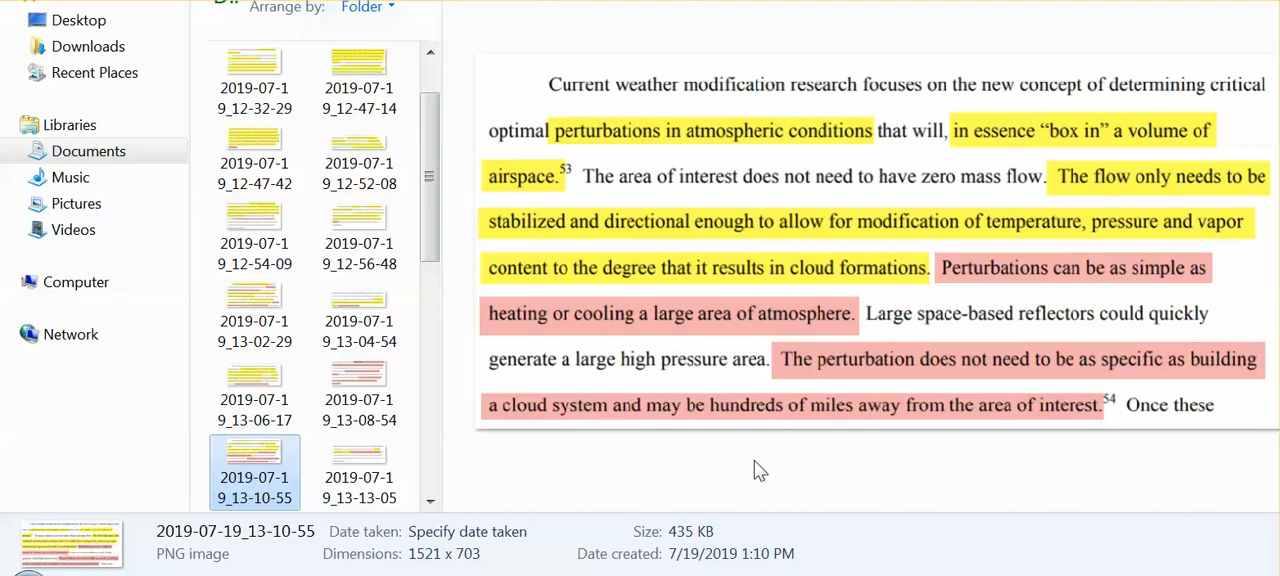 Arrange by: Folder
Desktop
Downloads
Recent Places
Libraries
Documents
Music
Pictures
Videos
Computer
Network
2019-07-1
9_12-32-29
2019-07-1
9_12-47-14
2019-07-1
9_12-47-42
2019-07-1
9_12-52-08
2019-07-1
9_12-54-09
2019-07-1
9_12-56-48
2019-07-1
9_13-02-29
2019-07-1
9_13-04-54
2019-07-1
9_13-06-17
2019-07-1
9_13-08-54
2019-07-1
9_13-10-55
2019-07-1
9_13-13-05
Current weather modification research focuses on the new concept of determining critical
optimal perturbations in atmospheric conditions that will, in essence “box in” a volume of
airspace.53 The area of interest does not need to have zero mass flow. The flow only needs to be
stabilized and directional enough to allow for modification of temperature, pressure and vapor
content to the degree that it results in cloud formations. Perturbations can be as simple as
heating or cooling a large area of atmosphere. Large space-based reflectors could quickly
generate a large high pressure area. The perturbation does not need to be as specific as building
a cloud system and may be hundreds of miles away from the area of interest.54 Once these
2019-07-19_13-10-55 Date taken: Specify date taken Size: 435 KB
PNG image Dimensions: 1521 x 703 Date created: 7/19/2019 1:10 PM